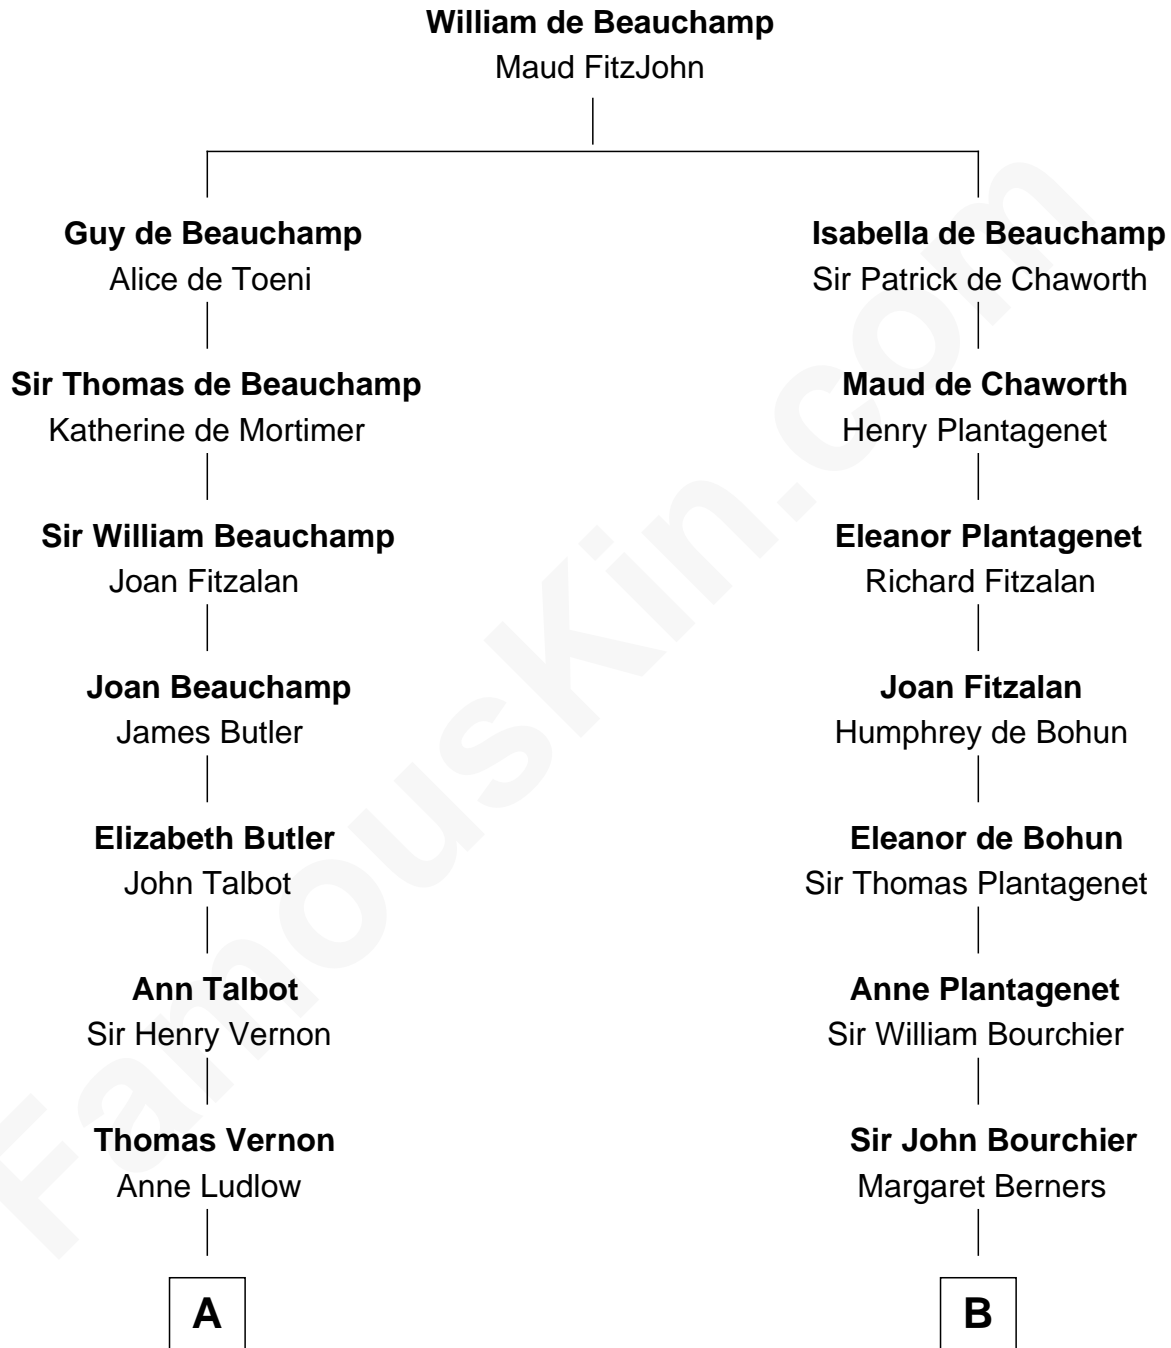 William de Beauchamp
Maud FitzJohn
Guy de Beauchamp
Alice de Toeni
Sir Thomas de Beauchamp
Katherine de Mortimer
Sir William Beauchamp
Joan Fitzalan
Joan Beauchamp
James Butler
Elizabeth Butler
John Talbot
Ann Talbot
Sir Henry Vernon
Thomas Vernon
Anne Ludlow
A
Isabella de Beauchamp
Sir Patrick de Chaworth
Maud de Chaworth
Henry Plantagenet
Eleanor Plantagenet
Richard Fitzalan
Joan Fitzalan
Humphrey de Bohun
Eleanor de Bohun
Sir Thomas Plantagenet
Anne Plantagenet
Sir William Bourchier
Sir John Bourchier
Margaret Berners
B
FamousKin.com